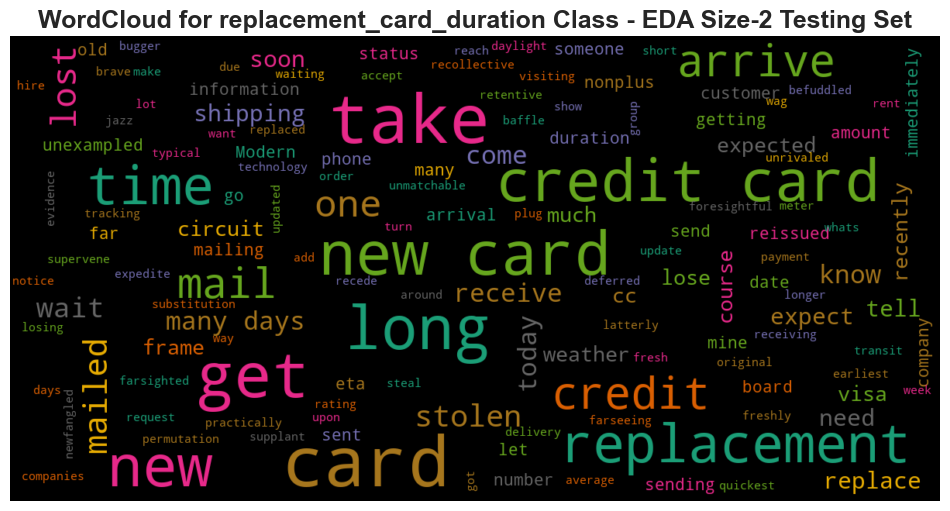 WordCloud for replacement_card_duration Class - EDA Size-2 Testing Set
bugger
old
lost
soon
status
reach
daylight
someone
short
arrive
brave
make
due
waiting
accept
recollective
visiting
nonplus
immediately
hire
information
customer
befuddled
lot
shipping
take
retentive
show
group
wag
rent
jazz
want
replaced
baffle
getting
amount
unexampled
typical
Modern
phone
come
duration
expected
unrivaled
technology
many
credit card
evidence
time
go
updated
order
unmatchable
one
tracking
arrival
plug
much
foresightful
meter
recently
far
circuit
turn
new card
send
reissued
whats
supervene
mailing
add
update
payment
notice
expedite
mail
recede
deferred
lose
date
longer
know
substitution
receive
cc
course
wait
many days
around
long
latterly
expect
tell
losing
way
today
mine
receiving
company
mailed
frame
get
weather
fresh
original
transit
days
farsighted
eta
steal
credit
board
earliest
week
newfangled
request
practically
rating
upon
stolen
farseeing
freshly
visa
need
permutation
supplant
sent
delivery
let
replacement
companies
new
card
got
number
average
sending
quickest
replace